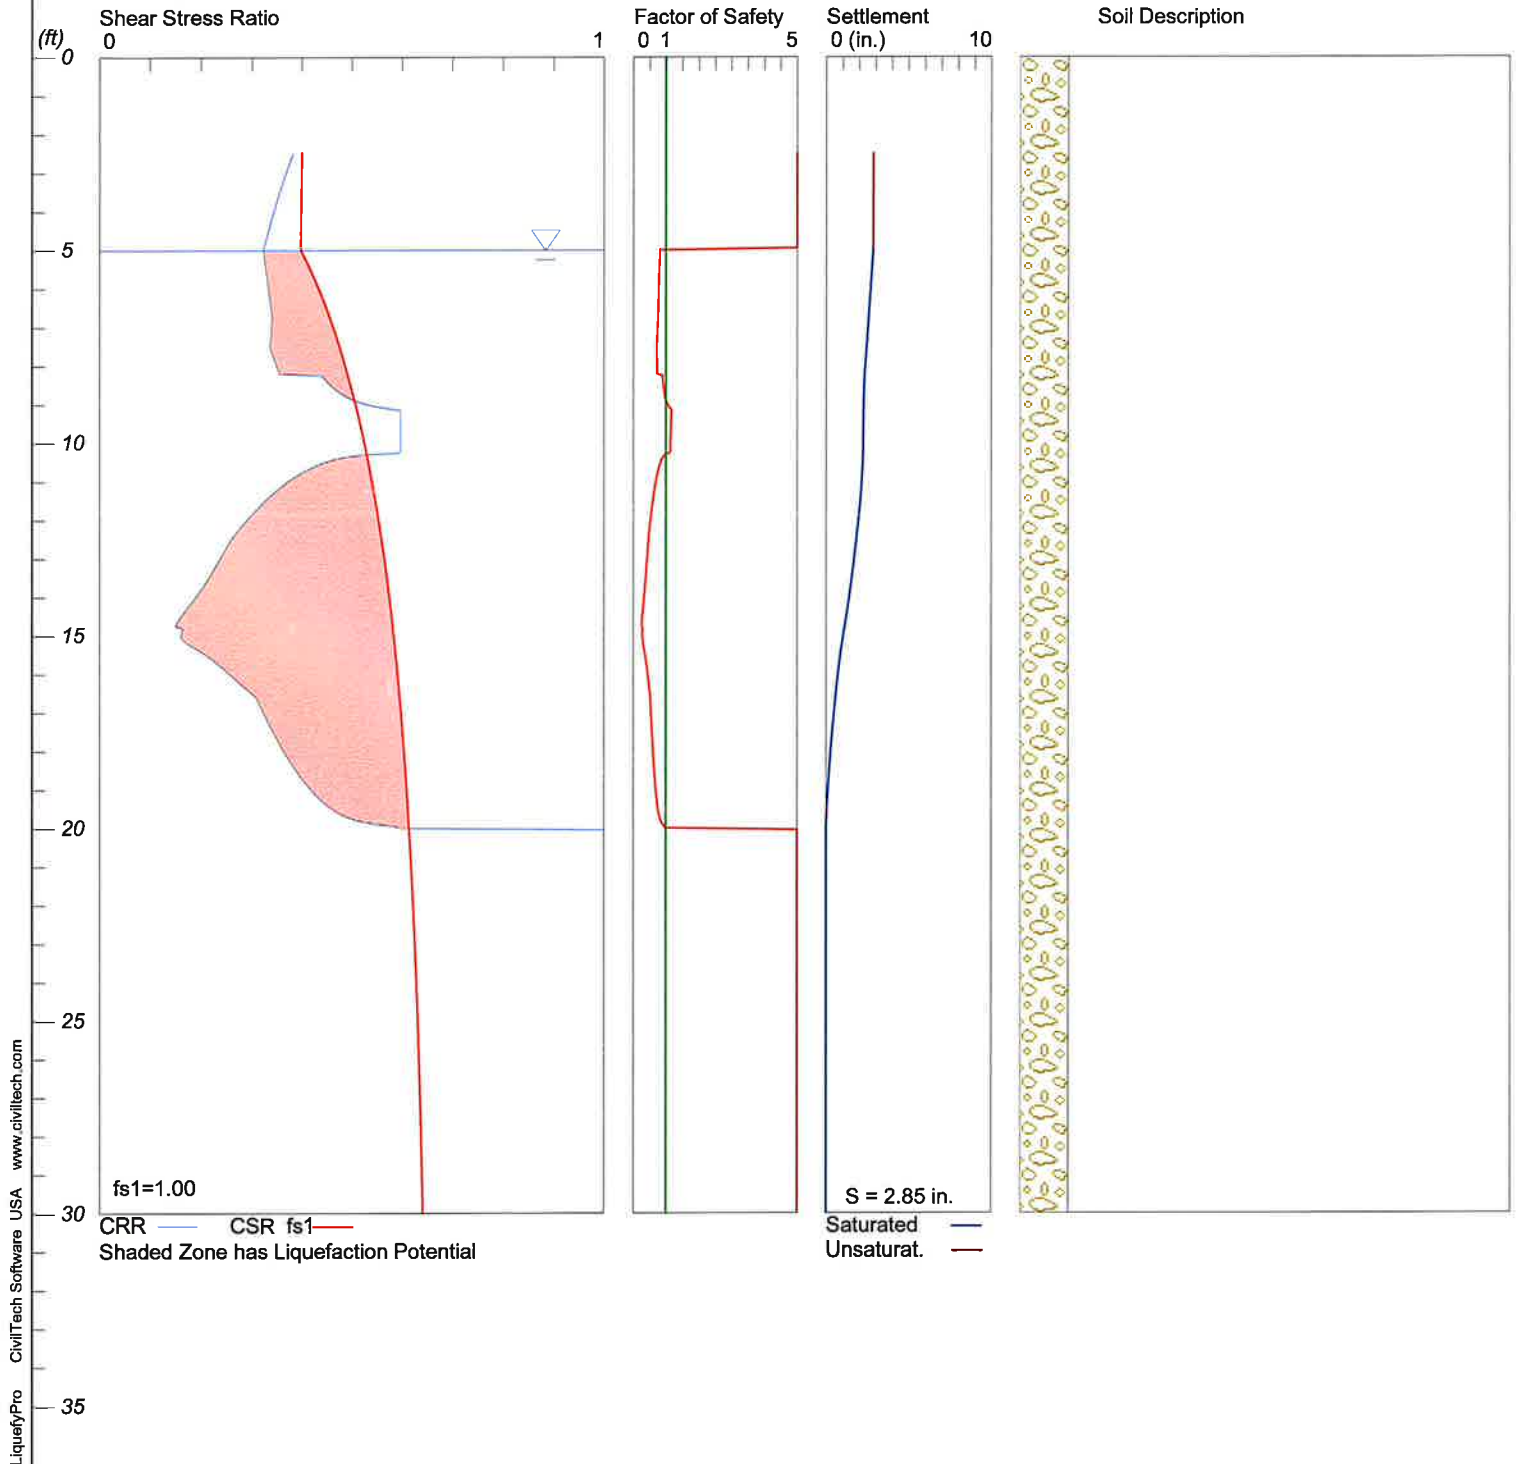 Shear Stress Ratio
Factor of Safety
Settlement
Soil Description
(ft)
0
1
0 1
5
0 (in.)
10
0
5
10
15
20
25
30
35
fs1=1.00
S = 2.85 in.
CRR
CSR fs1
Shaded Zone has Liquefaction Potential
Saturated
Unsaturat.
LiquefyPro CivilTech Software USA www.civiltech.com